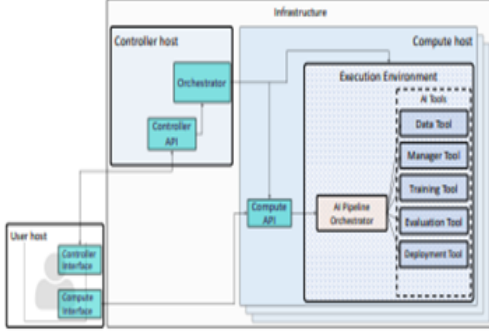 Infrastructure
Controller host
Compute host
Orchestrator
Execution Environment
AI Tools
Data Tool
Controller
API
Manager Tool
Training Tool
Compute
API
AI Pipeline
Orchestrator
Evaluation Tool
Deployment Tool
User host
Controller
Interface
Compute
Interface